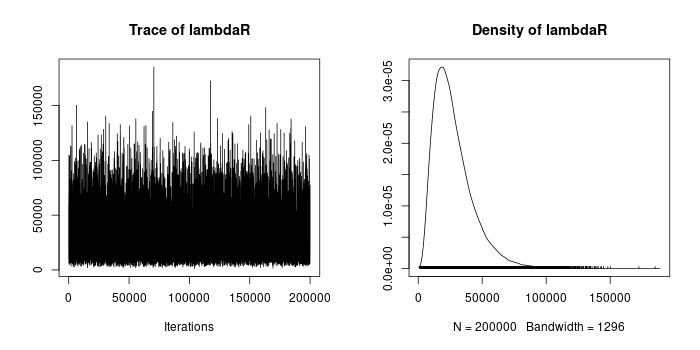 Trace of lambdaR
0
50000
100000
150000
0
50000
100000
150000
200000
Iterations
Density of lambdaR
0.0e+00
1.0e-05
2.0e-05
3.0e-05
0
50000
100000
150000
N = 200000 Bandwidth = 1296